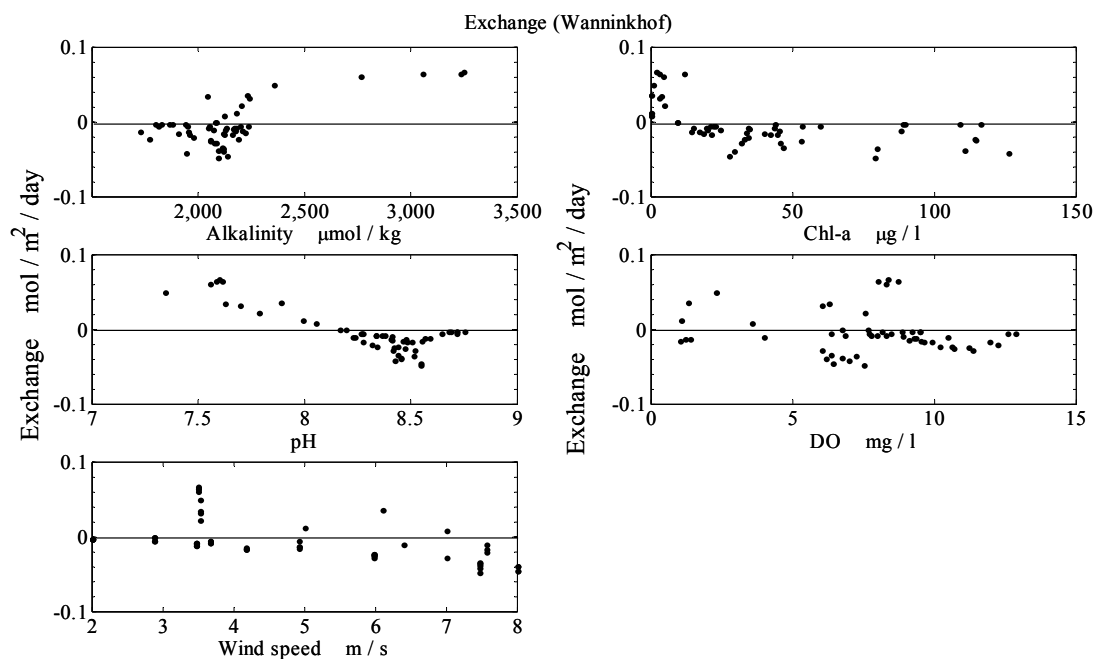 Exchange (Wanninkhof)
0.1
0
-0.1
2,000 2,500 3,000 3,500
Alkalinity μmol / kg
0.1
0
-0.1
0 50 100 150
Chl-a μg / l
Exchange mol / m² / day
0.1
0
-0.1
7 7.5 8 8.5 9
pH
Exchange mol / m² / day
0.1
0
-0.1
0 5 10 15
DO mg / l
0.1
0
-0.1
2 3 4 5 6 7 8
Wind speed m / s